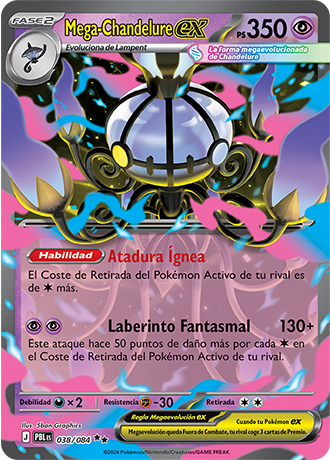 FASE2
Mega-Chandelure ex
PS 350
Evoluciona de Lampent
La forma megaevolucionada
de Chandelure
Habilidad Atadura Ígnea
El Coste de Retirada del Pokémon Activo de tu rival es
de más.
Laberinto Fantasmal 130+
Este ataque hace 50 puntos de daño más por cada en
el Coste de Retirada del Pokémon Activo de tu rival.
Debilidad ×2 Resistencia -30 Retirada
Ilus. 5ban Graphics
Regla Megaevolución ex
Cuando tu Pokémon
Megaevolución queda Fuera de Combate, tu rival coge 3 cartas de Premio.
J PBL ES 038/084
©2026 Pokémon/Nintendo/Creatures/GAME FREAK